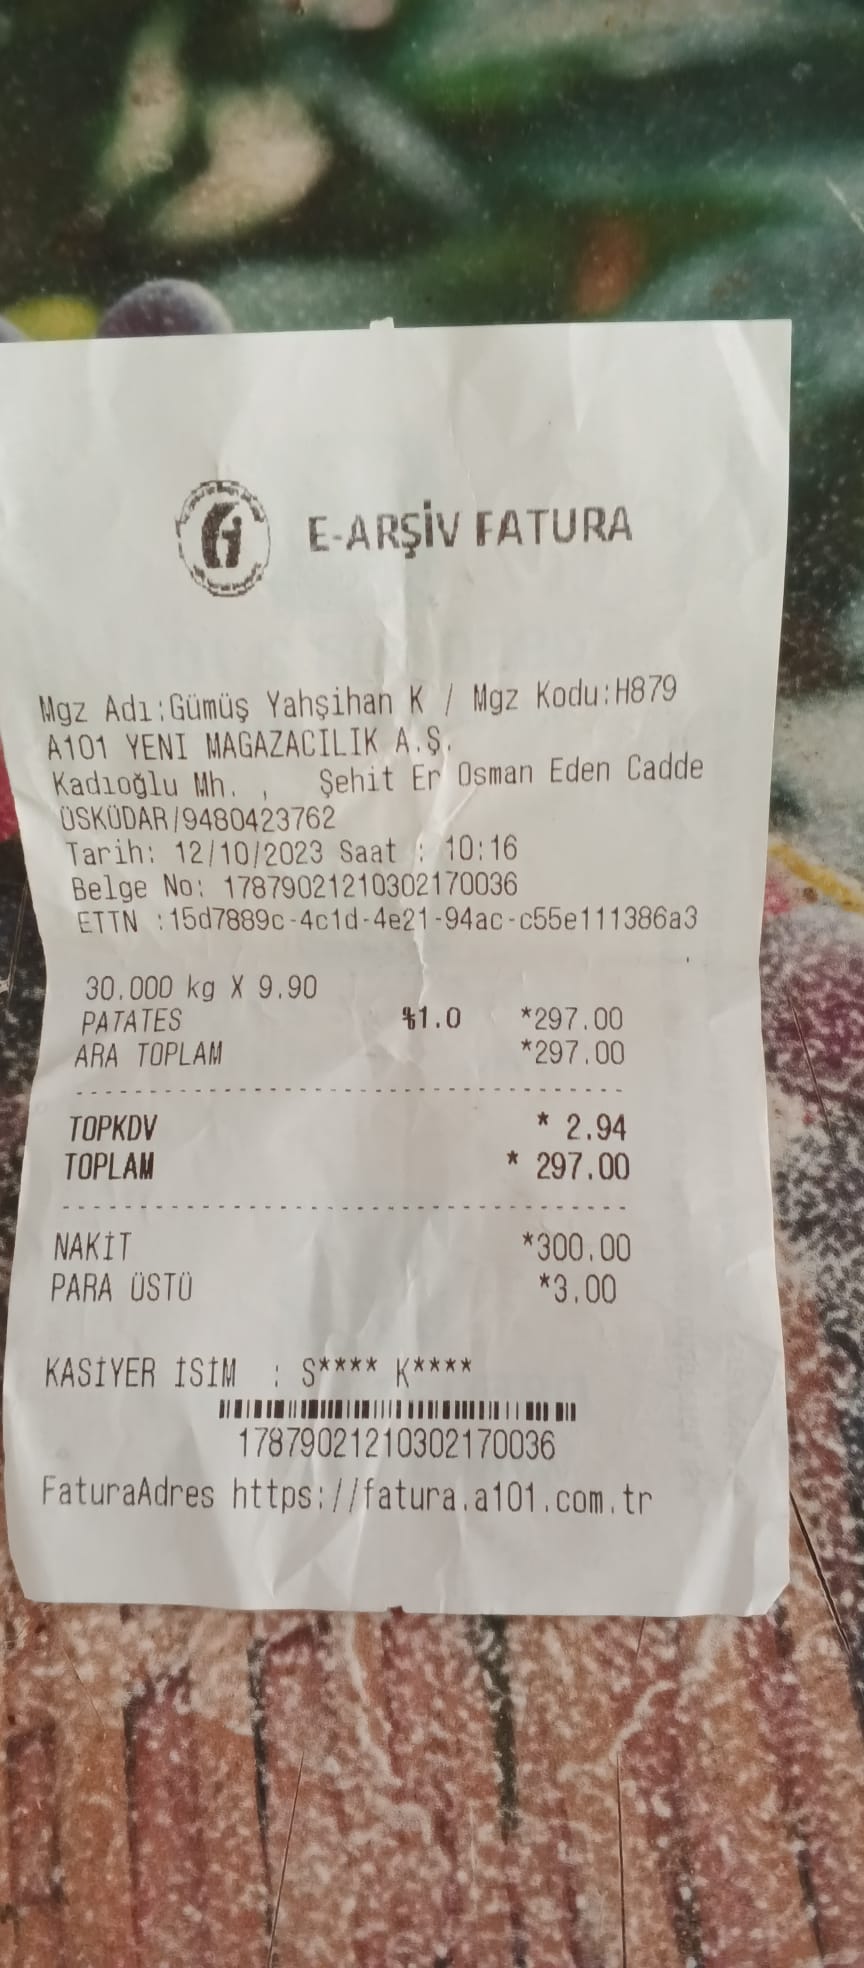 E-ARŞİV FATURA
Mgz Adı:Gümüş Yahşihan K / Mgz Kodu:H879
A101 YENI MAGAZACILIK A.Ş.
Kadıoğlu Mh. , Şehit Er Osman Eden Cadde
ÜSKÜDAR/9480423762
Tarih: 12/10/2023 Saat : 10:16
Belge No: 17879021210302170036
ETTN :15d7889c-4c1d-4e21-94ac-c55e111386a3
30.000 kg X 9.90
PATATES %1.0 *297.00
ARA TOPLAM *297.00
TOPKDV * 2.94
TOPLAM * 297.00
NAKİT *300.00
PARA ÜSTÜ *3.00
KASİYER İSİM : S**** K****
17879021210302170036
FaturaAdres https://fatura.a101.com.tr